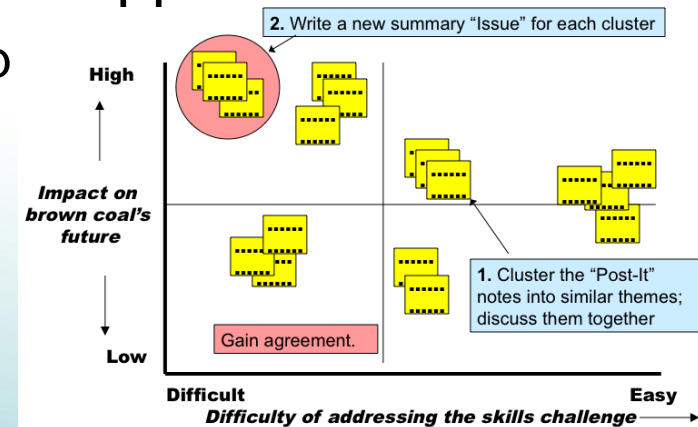 2. Write a new summary “Issue” for each cluster
High
Impact on
brown coal’s
future
1. Cluster the “Post-It”
notes into similar themes;
discuss them together
Gain agreement.
Low
Difficult
Easy
Difficulty of addressing the skills challenge